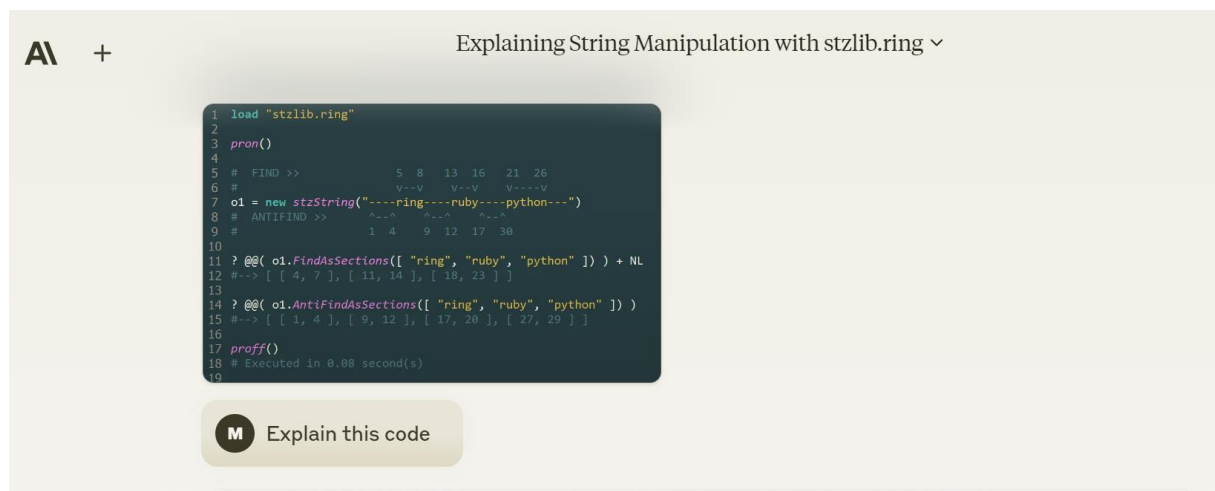 A\ + Explaining String Manipulation with stzlib.ring
1 load "stzlib.ring"
2
3 pron()
4
5 # FIND >> 5 8 13 16 21 26
6 # v--v v--v v----v
7 o1 = new stzString("----ring----ruby----python---")
8 # ANTIFIND >> ^--^ ^--^ ^--^
9 # 1 4 9 12 17 30
10
11 ? @@( o1.FindAsSections([ "ring", "ruby", "python" ]) ) + NL
12 #--> [ [ 4, 7 ], [ 11, 14 ], [ 18, 23 ] ]
13
14 ? @@( o1.AntiFindAsSections([ "ring", "ruby", "python" ]) )
15 #--> [ [ 1, 4 ], [ 9, 12 ], [ 17, 20 ], [ 27, 29 ] ]
16
17 proff()
18 # Executed in 0.08 second(s)
19
M Explain this code